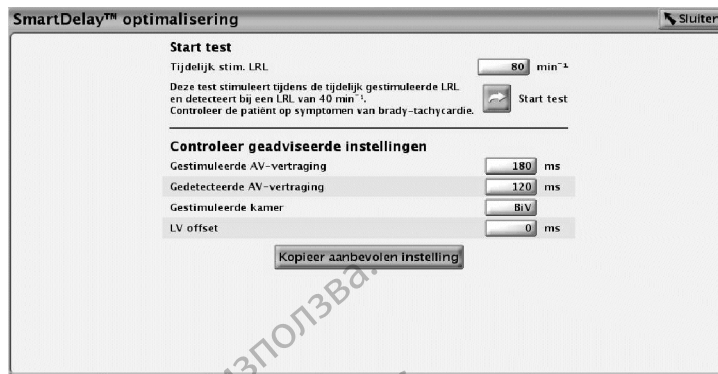 SmartDelay™ optimalisering
Sluiten
Start test
Tijdelijk stim. LRL 80 min⁻¹
Deze test stimuleert tijdens de tijdelijk gestimuleerde LRL
en detecteert bij een LRL van 40 min⁻¹.
Controleer de patiënt op symptomen van brady-tachycardie.
Start test
Controleer geadviseerde instellingen
Gestimuleerde AV-vertraging 180 ms
Gedetecteerde AV-vertraging 120 ms
Gestimuleerde kamer BiV
LV offset 0 ms
Kopieer aanbevolen instelling
използва.